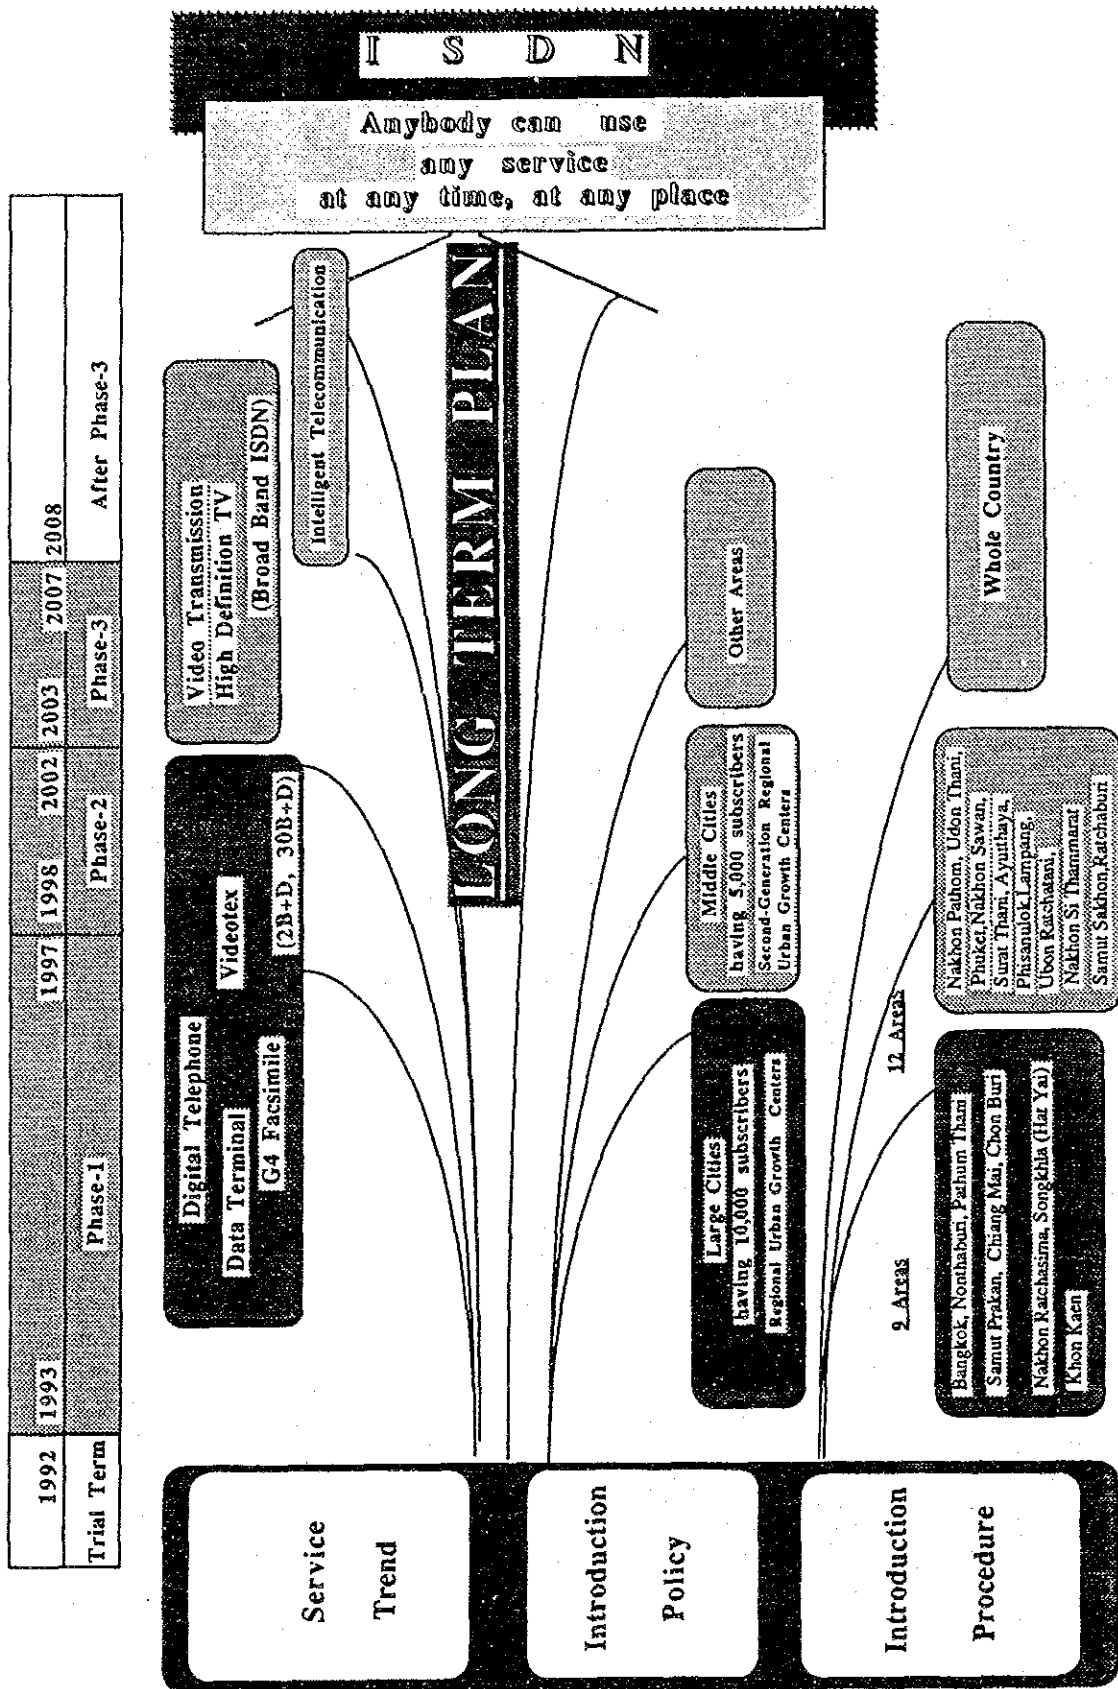 1992
1993
1997
1998
2002
2003
2007
2008
Trial Term
Phase-1
Phase-2
Phase-3
After Phase-3
Service
Trend
Digital Telephone
Data Terminal
Videotex
G4 Facsimile
(2B+D, 30B+D)
Video Transmission
High Definition TV
(Broad Band ISDN)
Intelligent Telecommunication
LONG TERM PLAN
Anybody can use
any service
at any time, at any place
I S D N
Introduction
Policy
Large Cities
having 10,000 subscribers
Regional Urban Growth Centers
Middle Cities
having 5,000 subscribers
Second-Generation Regional
Urban Growth Centers
Other Areas
Introduction
Procedure
9 Areas
Bangkok, Nonthaburi, Pathum Tham
Samut Prakan, Chiang Mai, Chon Buri
Nakhon Ratchasima, Songkhla (Hat Yai)
Khon Kaen
12 Areas
Nakhon Pathom, Udon Thani,
Phuket,Nakhon Sawan,
Surat Thani, Ayutthaya,
Phisanulok,Lampang,
Ubon Ratchatani,
Nakhon Si Thammarat
Samut Sakhon,Ratchaburi
Whole Country